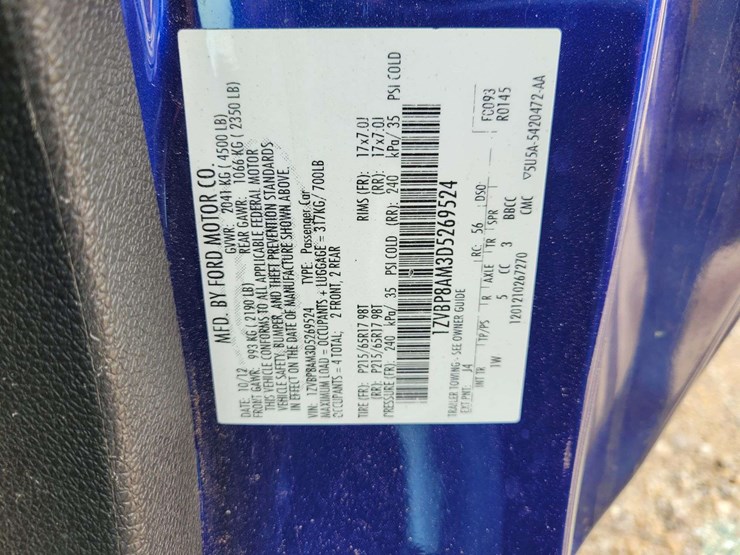 MFD. BY FORD MOTOR CO.
DATE: 10/12 GVWR: 2041 KG ( 4500 LB)
FRONT GAWR: 993 KG ( 2190 LB) REAR GAWR: 1066 KG ( 2350 LB)
THIS VEHICLE CONFORMS TO ALL APPLICABLE FEDERAL MOTOR
VEHICLE SAFETY, BUMPER, AND THEFT PREVENTION STANDARDS
IN EFFECT ON THE DATE OF MANUFACTURE SHOWN ABOVE.
VIN: 1ZVBP8AM3D5269524 TYPE: Passenger Car
MAXIMUM LOAD = OCCUPANTS + LUGGAGE = 317KG/ 700LB
OCCUPANTS = 4 TOTAL; 2 FRONT, 2 REAR
TIRE (FR): P215/65R17 98T RIMS (FR): 17x7.0J
(RR): P215/65R17 98T (RR): 17x7.0J
PRESSURE (FR): 240 kPa/ 35 PSI COLD (RR): 240 kPa/ 35 PSI COLD
1ZVBP8AM3D5269524
TRAILER TOWING - SEE OWNER GUIDE
EXT PNT: J4 RC: 56 DSO: FC093
INT TR TP/PS R AXLE TR SPR R0145
1W 5 CC 3 BBCC
1201210267270 CMC 5U5A-5420472-AA